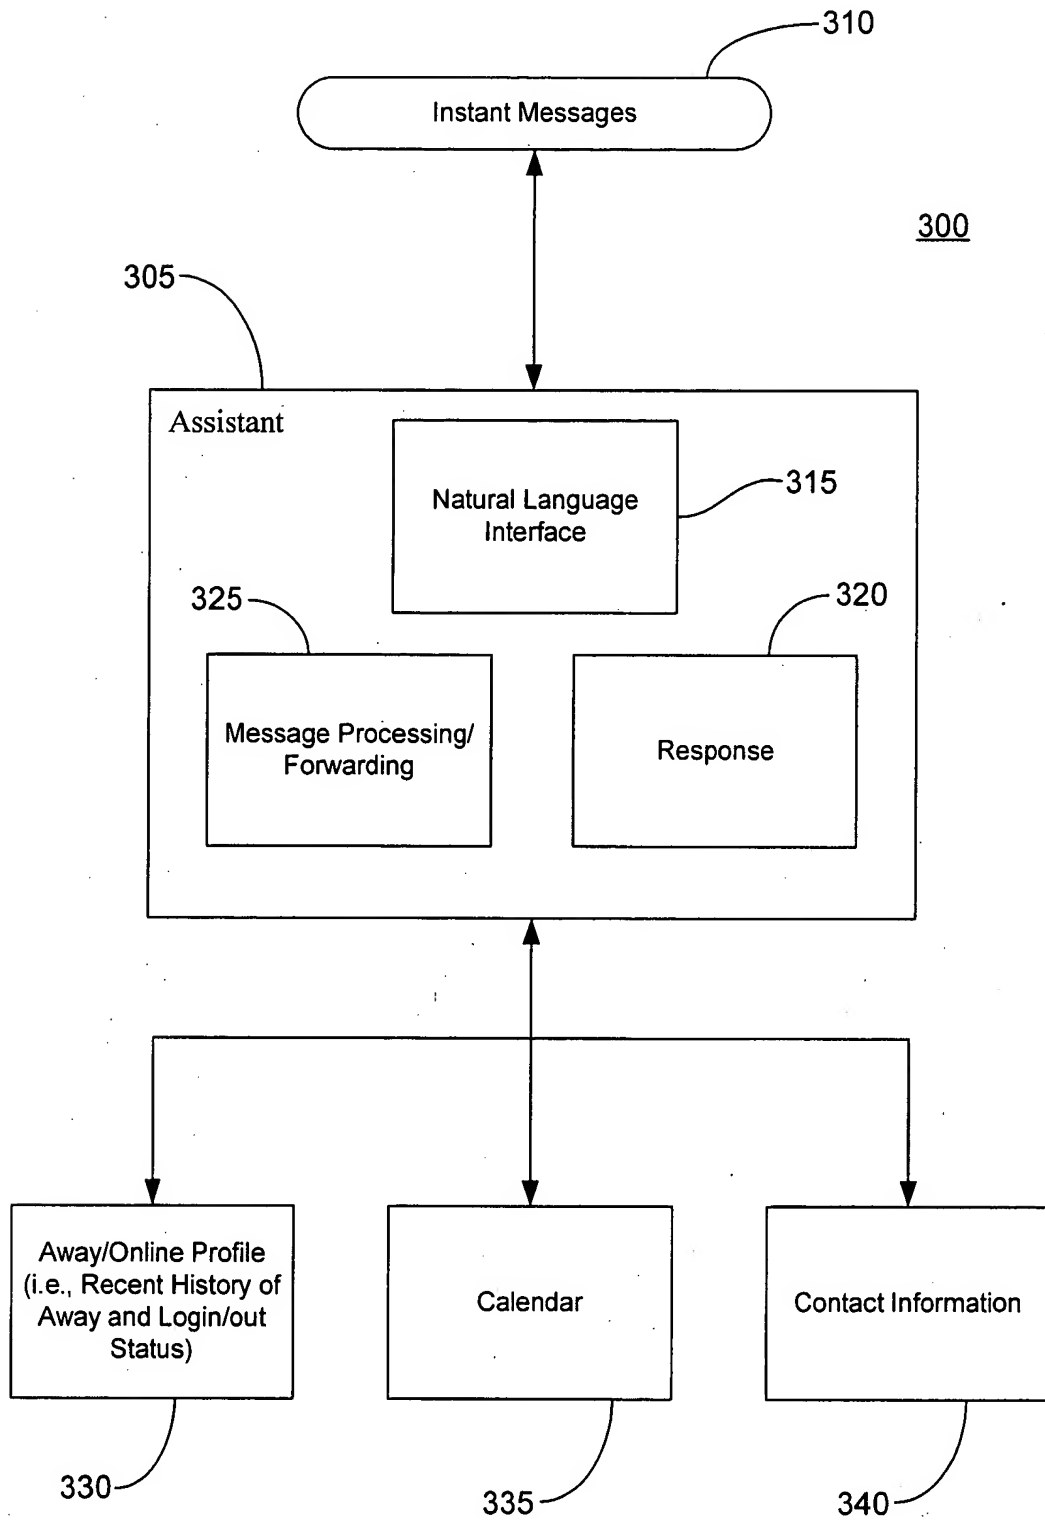 310
Instant Messages
300
305
Assistant
Natural Language
Interface
315
325
320
Message Processing/
Forwarding
Response
Away/Online Profile
(i.e., Recent History of
Away and Login/out
Status)
Calendar
Contact Information
330
335
340